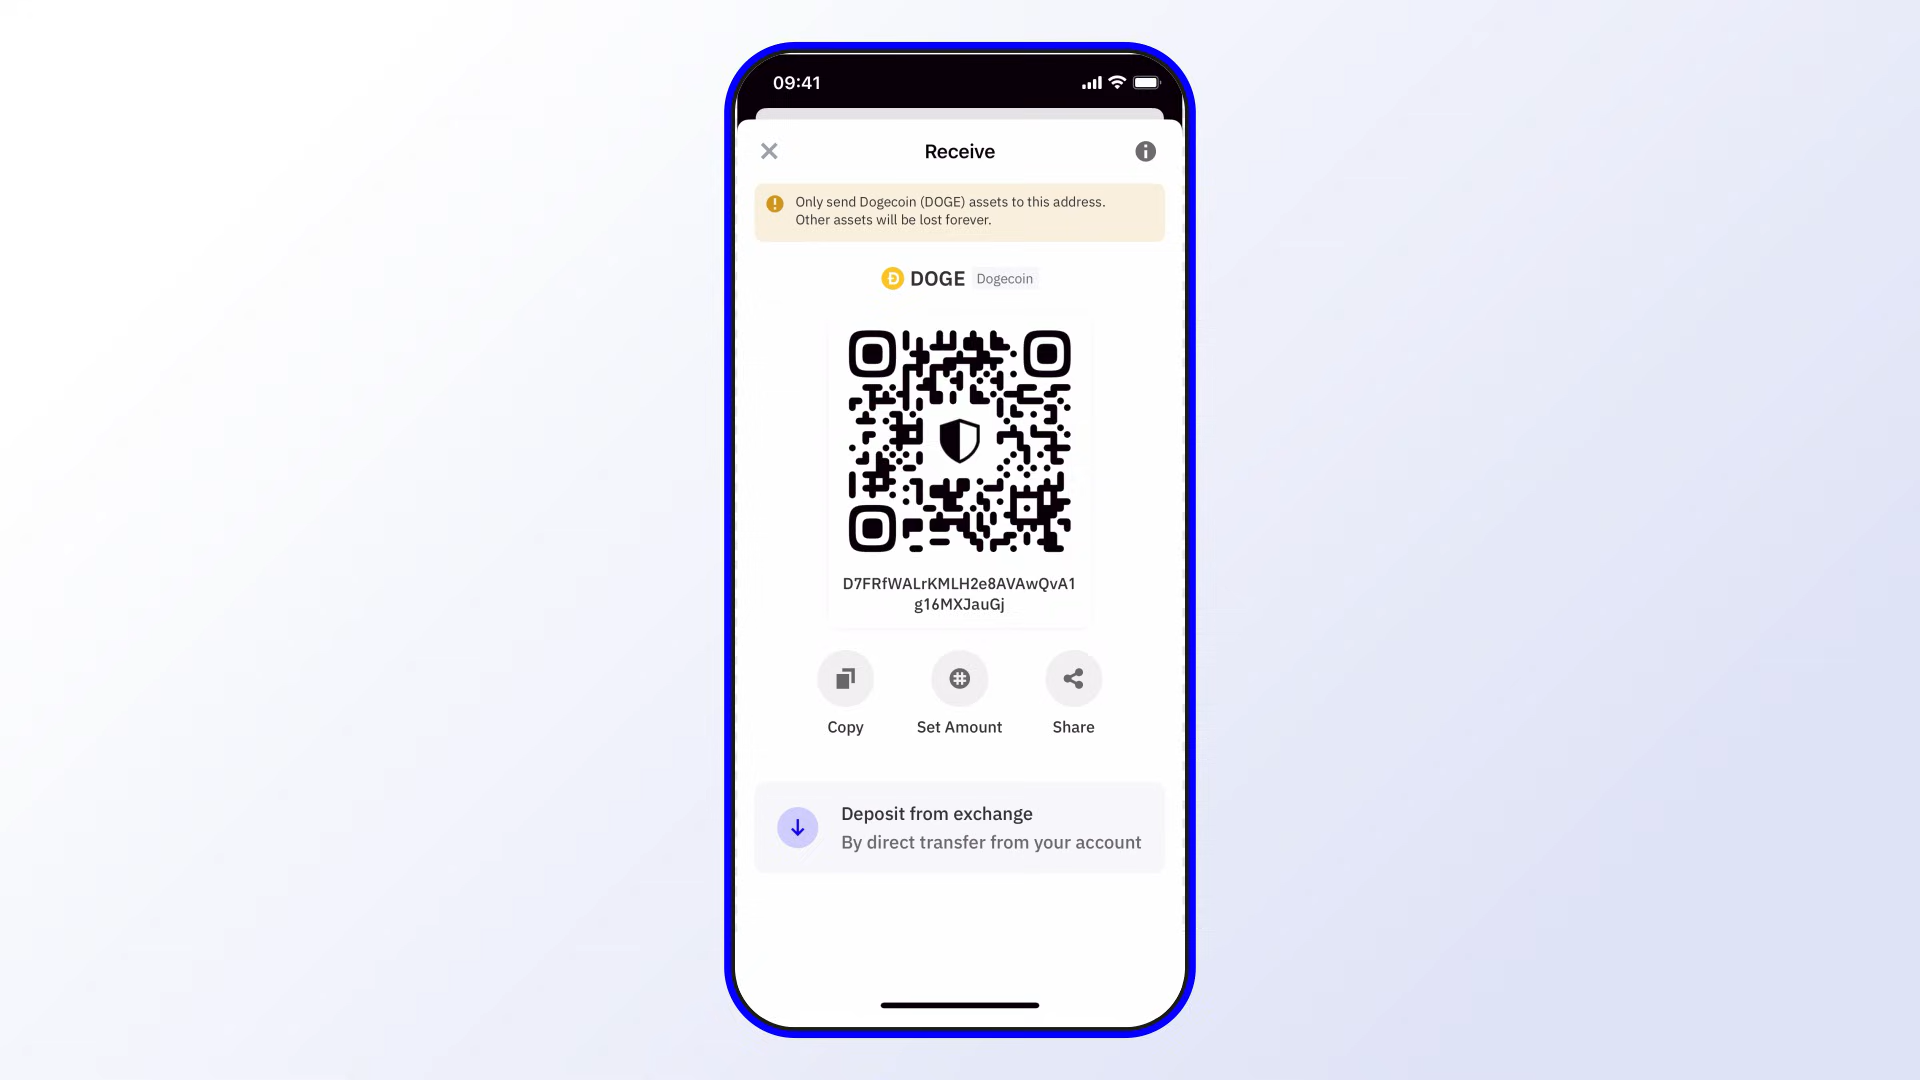 09:41
Receive
Only send Dogecoin (DOGE) assets to this address.
Other assets will be lost forever.
DOGE Dogecoin
D7FRfWALrKMLH2e8AVAwQvA1
g16MXJauGj
Copy Set Amount Share
Deposit from exchange
By direct transfer from your account